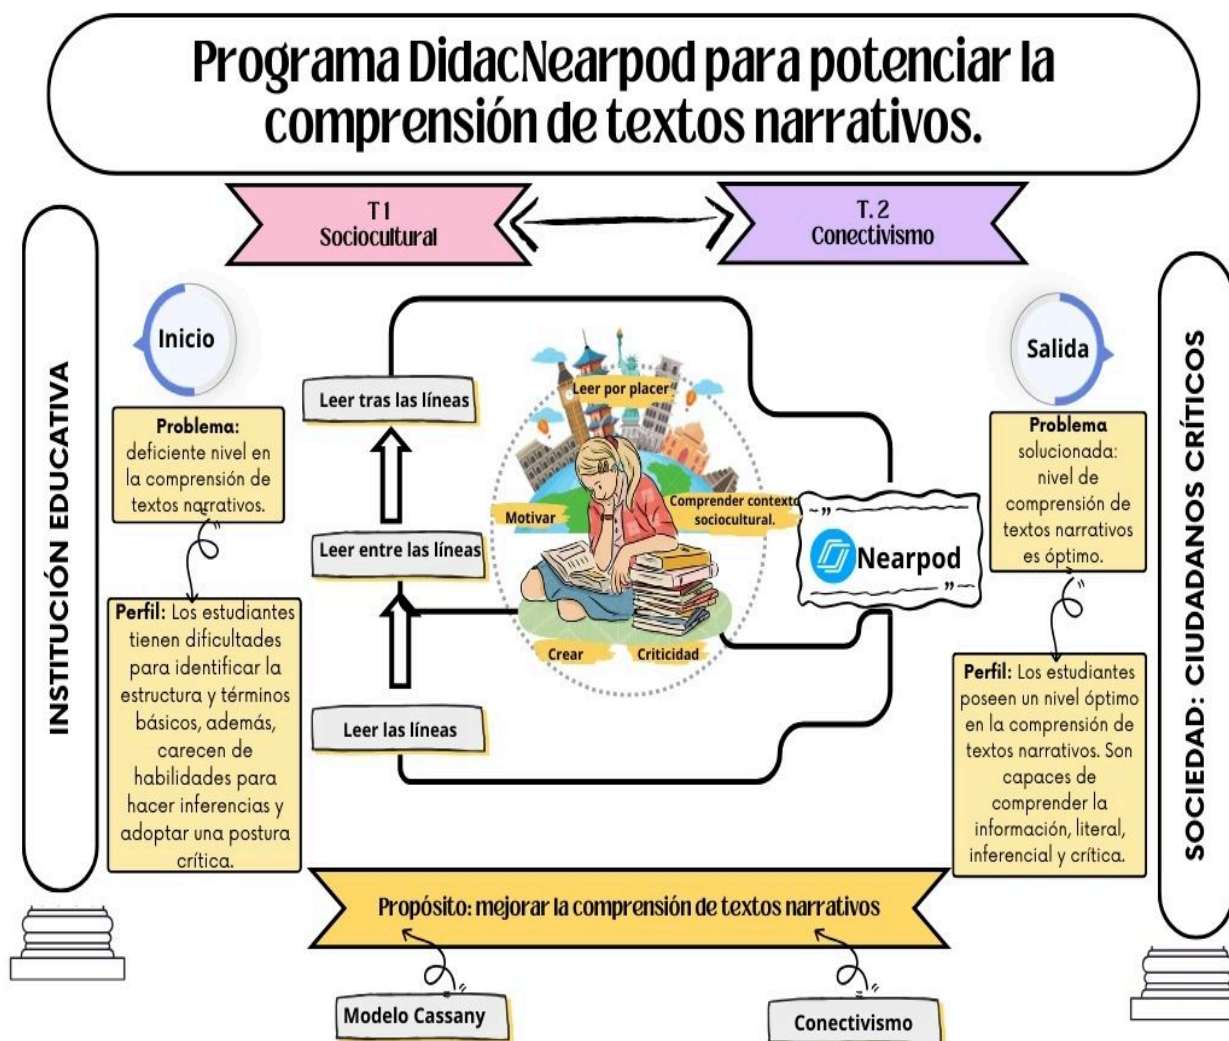 Programa DidacNearpod para potenciar la
comprensión de textos narrativos.
T 1
Sociocultural
T. 2
Conectivismo
INSTITUCIÓN EDUCATIVA
Inicio
Problema:
deficiente nivel en
la comprensión de
textos narrativos.
Perfil: Los estudiantes
tienen dificultades
para identificar la
estructura y términos
básicos, además,
carecen de
habilidades para
hacer inferencias y
adoptar una postura
crítica.
Leer tras las líneas
Leer entre las líneas
Leer las líneas
Leer por placer
Motivar
Comprender contexto
sociocultural.
Crear
Criticidad
Nearpod
Salida
Problema
solucionada:
nivel de
comprensión de
textos narrativos
es óptimo.
Perfil: Los estudiantes
poseen un nivel óptimo
en la comprensión de
textos narrativos. Son
capaces de
comprender la
información, literal,
inferencial y crítica.
SOCIEDAD: CIUDADANOS CRÍTICOS
Propósito: mejorar la comprensión de textos narrativos
Modelo Cassany
Conectivismo